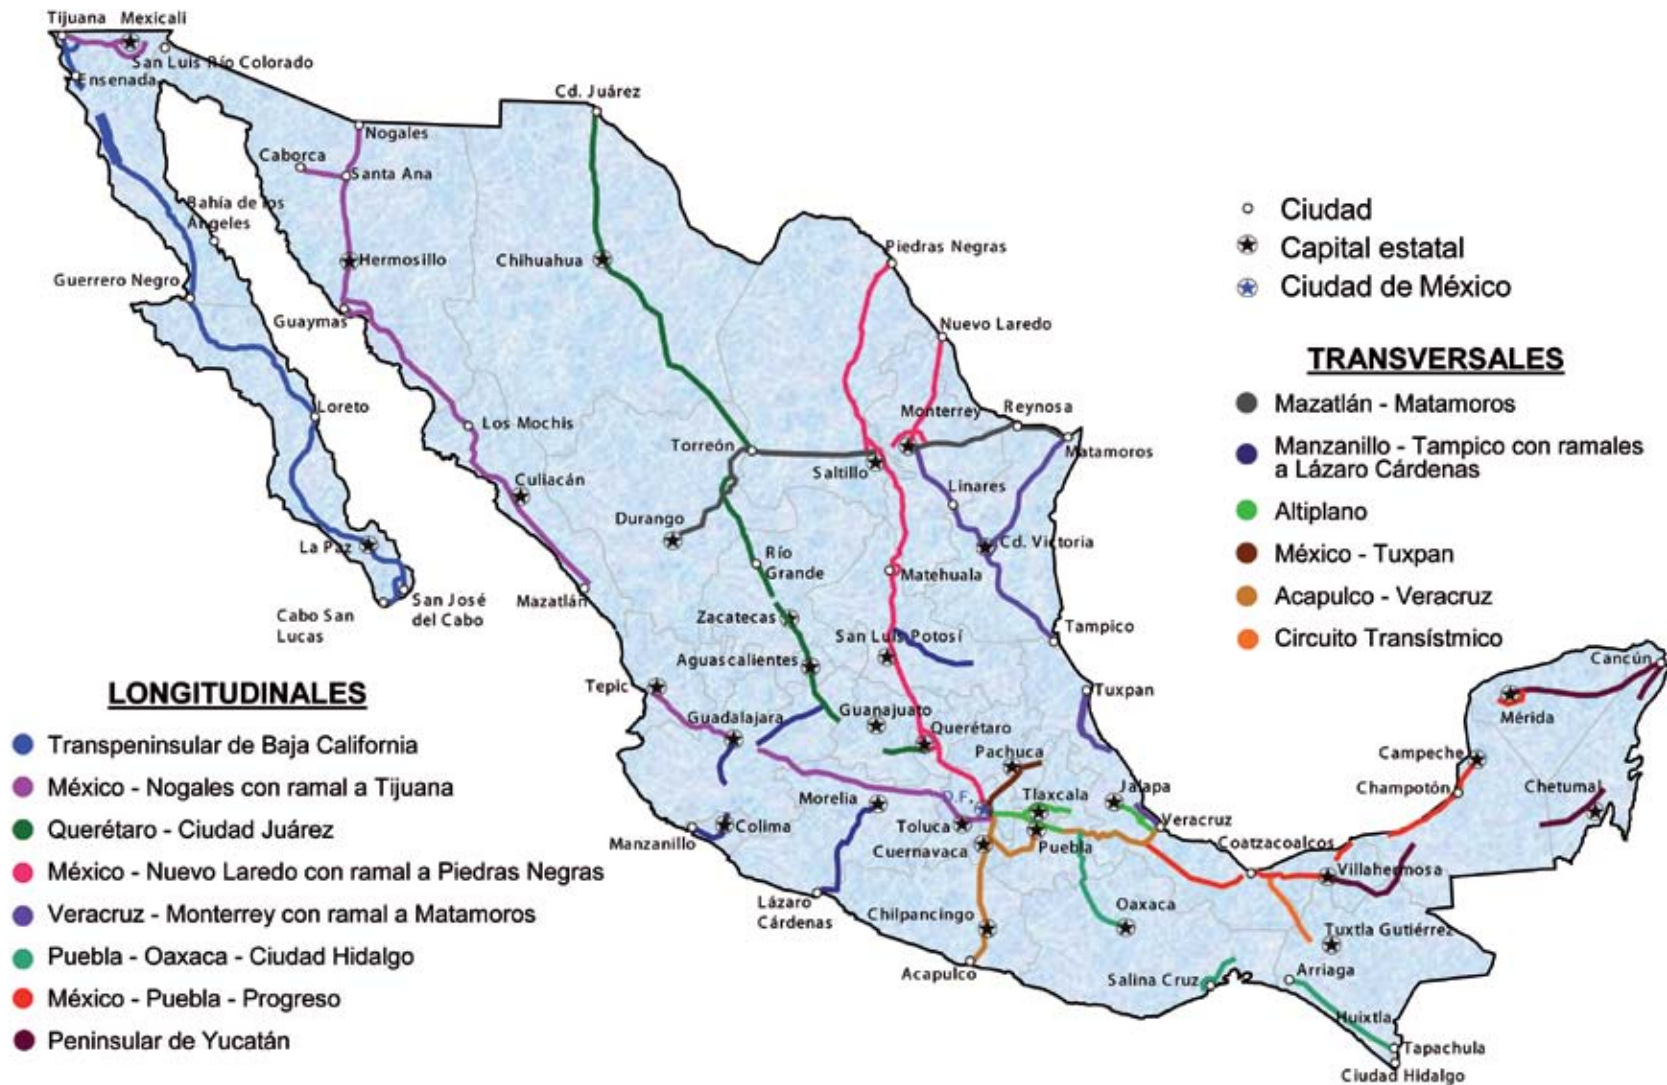 Tijuana
Mexicali
San Luis Río Colorado
Ensenada
Cd. Juárez
Nogales
Caborca
Santa Ana
Bahía de los
Ángeles
Hermosillo
Chihuahua
Piedras Negras
Guerrero Negro
Guaymas
Nuevo Laredo
Loreto
Los Mochis
Monterrey
Reynosa
Torreón
Matamoros
Saltillo
Culiacán
Linares
Durango
La Paz
Cd. Victoria
Río
Grande
Matehuala
Mazatlán
San José
del Cabo
Cabo San
Lucas
Zacatecas
San Luis Potosí
Tampico
Aguascalientes
Tepic
Tuxpan
Cancún
Guadalajara
Guanajuato
Querétaro
Mérida
Pachuca
Campeche
Morelia
D.F.
Tlaxcala
Jalapa
Champotón
Chetumal
Manzanillo
Colima
Toluca
Veracruz
Cuernavaca
Puebla
Coatzacoalcos
Villahermosa
Lázaro
Cárdenas
Chilpancingo
Oaxaca
Tuxtla Gutiérrez
Acapulco
Salina Cruz
Arriaga
Huixtla
Tapachula
Ciudad Hidalgo
Ciudad
Capital estatal
Ciudad de México
TRANSVERSALES
Mazatlán - Matamoros
Manzanillo - Tampico con ramales
a Lázaro Cárdenas
Altiplano
México - Tuxpan
Acapulco - Veracruz
Circuito Transístmico
LONGITUDINALES
Transpeninsular de Baja California
México - Nogales con ramal a Tijuana
Querétaro - Ciudad Juárez
México - Nuevo Laredo con ramal a Piedras Negras
Veracruz - Monterrey con ramal a Matamoros
Puebla - Oaxaca - Ciudad Hidalgo
México - Puebla - Progreso
Peninsular de Yucatán